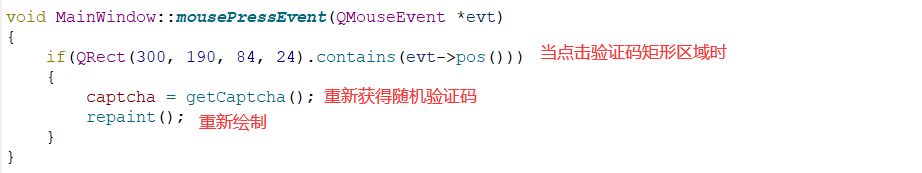 void MainWindow::mousePressEvent(QMouseEvent *evt)
{
    if(QRect(300, 190, 84, 24).contains(evt->pos())) 当点击验证码矩形区域时
    {
        captcha = getCaptcha(); 重新获得随机验证码
        repaint(); 重新绘制
    }
}